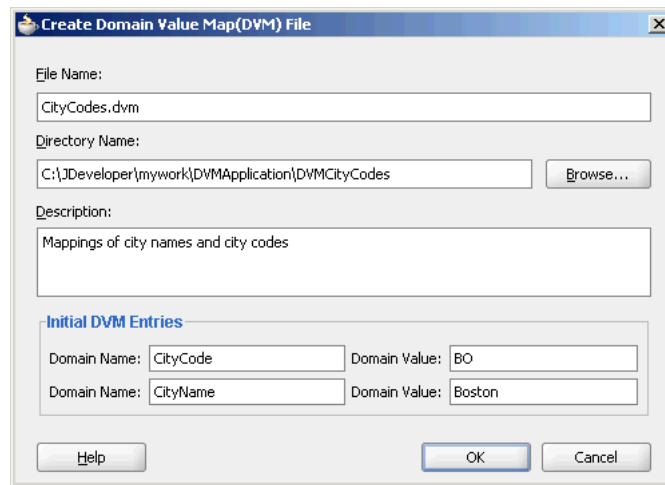 Create Domain Value Map(DVM) File
File Name:
CityCodes.dvm
Directory Name:
C:\JDeveloper\mywork\DVMApplication\DVMCityCodes
Browse...
Description:
Mappings of city names and city codes
Initial DVM Entries
Domain Name: CityCode Domain Value: BO
Domain Name: CityName Domain Value: Boston
Help OK Cancel